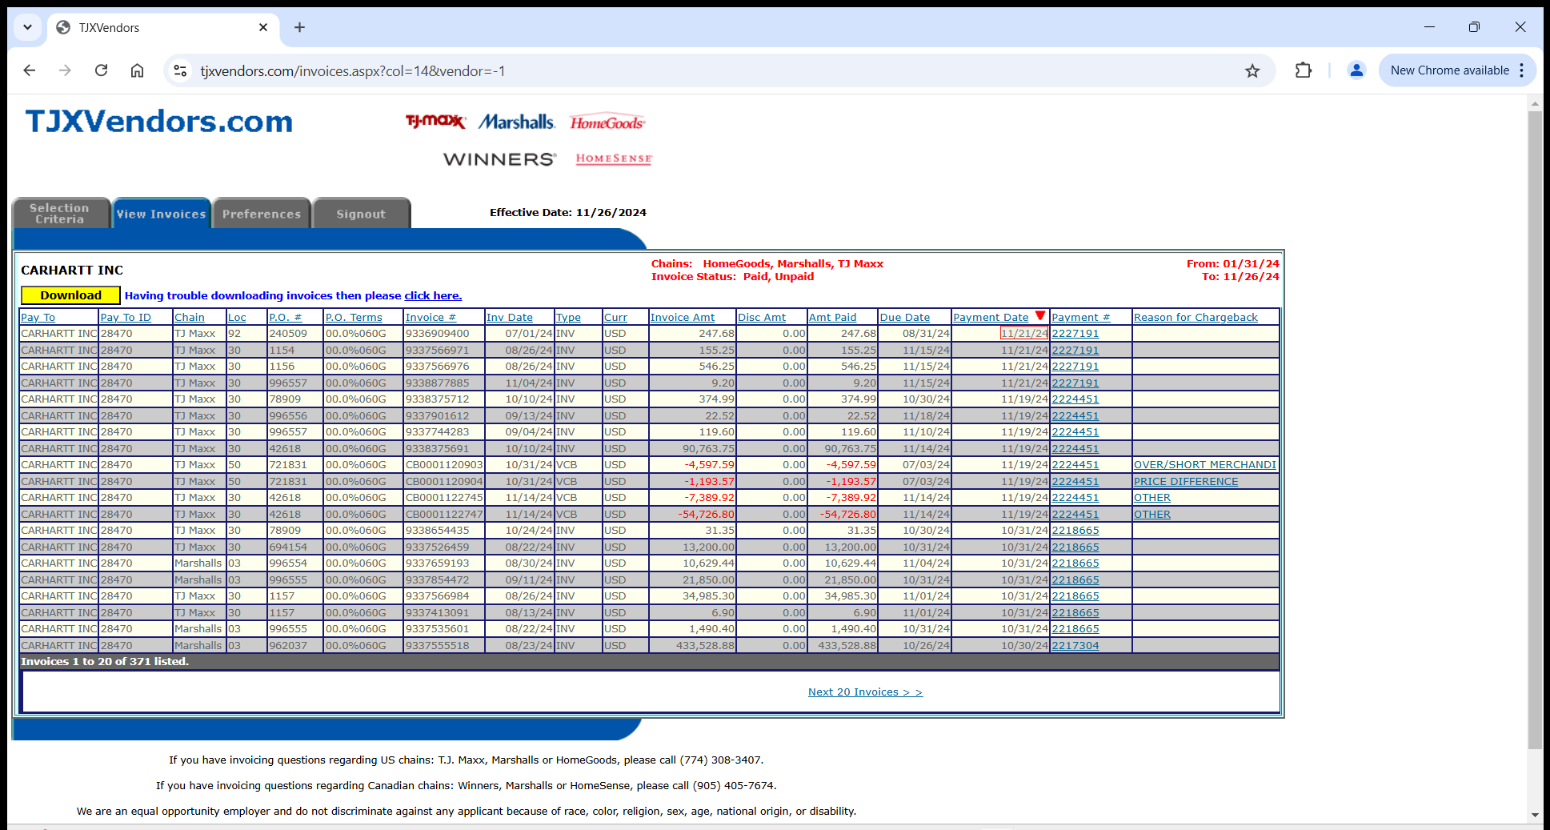 TJXVendors
tjxvendors.com/invoices.aspx?col=14&vendor=-1
New Chrome available
TJXVendors.com
T·J·maxx Marshalls. HomeGoods
WINNERS® HOMESENSE
Selection Criteria View Invoices Preferences Signout Effective Date: 11/26/2024
CARHARTT INC
Chains: HomeGoods, Marshalls, TJ Maxx From: 01/31/24
Invoice Status: Paid, Unpaid To: 11/26/24
Download Having trouble downloading invoices then please click here.
Pay To Pay To ID Chain Loc P.O. # P.O. Terms Invoice # Inv Date Type Curr Invoice Amt Disc Amt Amt Paid Due Date Payment Date Payment # Reason for Chargeback
CARHARTT INC 28470 TJ Maxx 92 240509 00.0%060G 9336909400 07/01/24 INV USD 247.68 0.00 247.68 08/31/24 11/21/24 2227191
CARHARTT INC 28470 TJ Maxx 30 1154 00.0%060G 9337566971 08/26/24 INV USD 155.25 0.00 155.25 11/15/24 11/21/24 2227191
CARHARTT INC 28470 TJ Maxx 30 1156 00.0%060G 9337566976 08/26/24 INV USD 546.25 0.00 546.25 11/15/24 11/21/24 2227191
CARHARTT INC 28470 TJ Maxx 30 996557 00.0%060G 9338877885 11/04/24 INV USD 9.20 0.00 9.20 11/15/24 11/21/24 2227191
CARHARTT INC 28470 TJ Maxx 30 78909 00.0%060G 9338375712 10/10/24 INV USD 374.99 0.00 374.99 10/30/24 11/19/24 2224451
CARHARTT INC 28470 TJ Maxx 30 996556 00.0%060G 9337901612 09/13/24 INV USD 22.52 0.00 22.52 11/18/24 11/19/24 2224451
CARHARTT INC 28470 TJ Maxx 30 996557 00.0%060G 9337744283 09/04/24 INV USD 119.60 0.00 119.60 11/10/24 11/19/24 2224451
CARHARTT INC 28470 TJ Maxx 30 42618 00.0%060G 9338375691 10/10/24 INV USD 90,763.75 0.00 90,763.75 11/14/24 11/19/24 2224451
CARHARTT INC 28470 TJ Maxx 50 721831 00.0%060G CB0001120903 10/31/24 VCB USD -4,597.59 0.00 -4,597.59 07/03/24 11/19/24 2224451 OVER/SHORT MERCHANDI
CARHARTT INC 28470 TJ Maxx 50 721831 00.0%060G CB0001120904 10/31/24 VCB USD -1,193.57 0.00 -1,193.57 07/03/24 11/19/24 2224451 PRICE DIFFERENCE
CARHARTT INC 28470 TJ Maxx 30 42618 00.0%060G CB0001122745 11/14/24 VCB USD -7,389.92 0.00 -7,389.92 11/14/24 11/19/24 2224451 OTHER
CARHARTT INC 28470 TJ Maxx 30 42618 00.0%060G CB0001122747 11/14/24 VCB USD -54,726.80 0.00 -54,726.80 11/14/24 11/19/24 2224451 OTHER
CARHARTT INC 28470 TJ Maxx 30 78909 00.0%060G 9338654435 10/24/24 INV USD 31.35 0.00 31.35 10/30/24 10/31/24 2218665
CARHARTT INC 28470 TJ Maxx 30 694154 00.0%060G 9337526459 08/22/24 INV USD 13,200.00 0.00 13,200.00 10/31/24 10/31/24 2218665
CARHARTT INC 28470 Marshalls 03 996554 00.0%060G 9337659193 08/30/24 INV USD 10,629.44 0.00 10,629.44 11/04/24 10/31/24 2218665
CARHARTT INC 28470 Marshalls 03 996555 00.0%060G 9337854472 09/11/24 INV USD 21,850.00 0.00 21,850.00 10/31/24 10/31/24 2218665
CARHARTT INC 28470 TJ Maxx 30 1157 00.0%060G 9337566984 08/26/24 INV USD 34,985.30 0.00 34,985.30 11/01/24 10/31/24 2218665
CARHARTT INC 28470 TJ Maxx 30 1157 00.0%060G 9337413091 08/13/24 INV USD 6.90 0.00 6.90 11/01/24 10/31/24 2218665
CARHARTT INC 28470 Marshalls 03 996555 00.0%060G 9337535601 08/22/24 INV USD 1,490.40 0.00 1,490.40 10/31/24 10/31/24 2218665
CARHARTT INC 28470 Marshalls 03 962037 00.0%060G 9337555518 08/23/24 INV USD 433,528.88 0.00 433,528.88 10/26/24 10/30/24 2217304
Invoices 1 to 20 of 371 listed.
Next 20 Invoices > >
If you have invoicing questions regarding US chains: T.J. Maxx, Marshalls or HomeGoods, please call (774) 308-3407.
If you have invoicing questions regarding Canadian chains: Winners, Marshalls or HomeSense, please call (905) 405-7674.
We are an equal opportunity employer and do not discriminate against any applicant because of race, color, religion, sex, age, national origin, or disability.